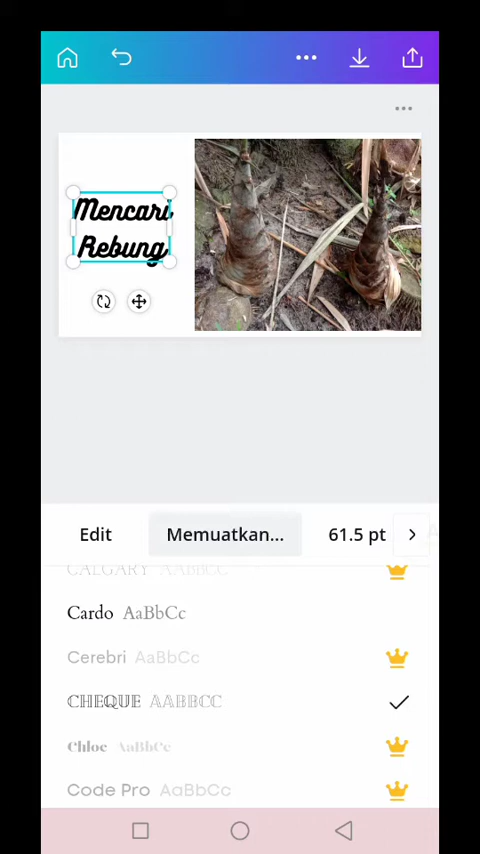 Mencari
Rebung
Edit
Memuatkan...
61.5 pt
CALGARY AABBCC
Cardo AaBbCc
Cerebri AaBbCc
CHEQUE AABBCC
Chloe AaBbCc
Code Pro AaBbCc